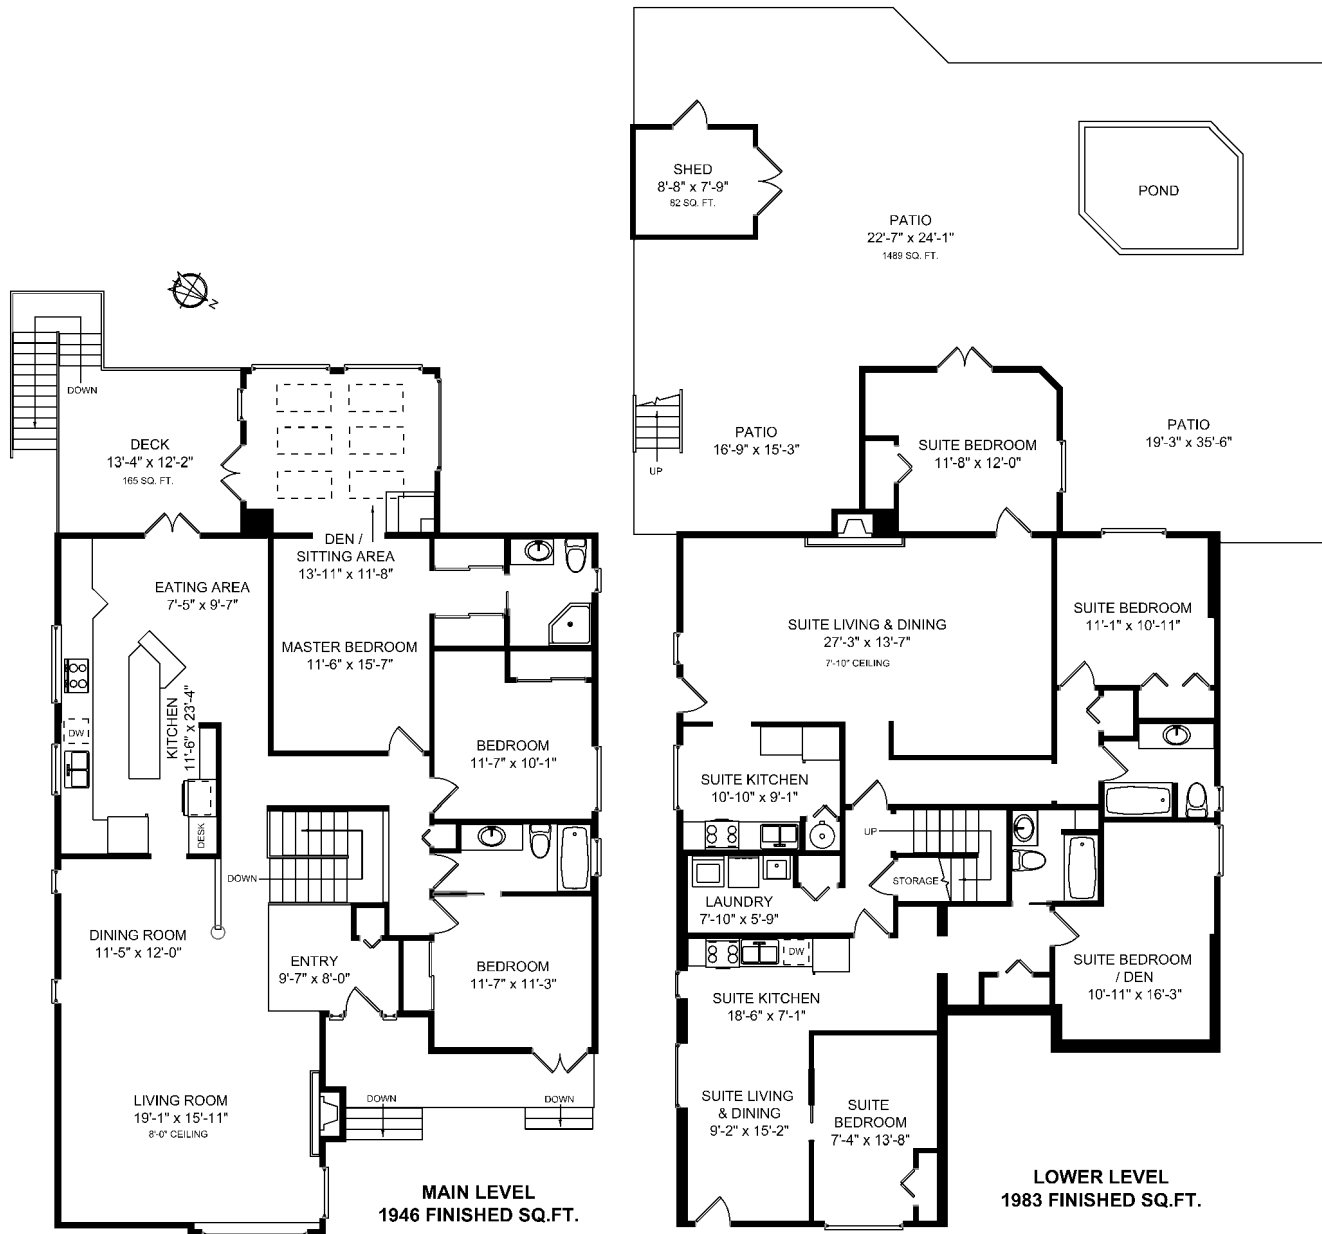 SHED
8'-8" x 7'-9"
82 SQ. FT.
POND
PATIO
22'-7" x 24'-1"
1489 SQ. FT.
N
DOWN
DECK
13'-4" x 12'-2"
165 SQ. FT.
DEN /
SITTING AREA
13'-11" x 11'-8"
EATING AREA
7'-5" x 9'-7"
MASTER BEDROOM
11'-6" x 15'-7"
KITCHEN
11'-6" x 23'-4"
DW
DESK
BEDROOM
11'-7" x 10'-1"
DOWN
DINING ROOM
11'-5" x 12'-0"
ENTRY
9'-7" x 8'-0"
BEDROOM
11'-7" x 11'-3"
LIVING ROOM
19'-1" x 15'-11"
8'-0" CEILING
DOWN
DOWN
MAIN LEVEL
1946 FINISHED SQ.FT.
UP
PATIO
16'-9" x 15'-3"
SUITE BEDROOM
11'-8" x 12'-0"
PATIO
19'-3" x 35'-6"
SUITE LIVING & DINING
27'-3" x 13'-7"
7'-10" CEILING
SUITE BEDROOM
11'-1" x 10'-11"
SUITE KITCHEN
10'-10" x 9'-1"
UP
STORAGE
LAUNDRY
7'-10" x 5'-9"
DW
SUITE KITCHEN
18'-6" x 7'-1"
SUITE BEDROOM
/ DEN
10'-11" x 16'-3"
SUITE LIVING
& DINING
9'-2" x 15'-2"
SUITE
BEDROOM
7'-4" x 13'-8"
LOWER LEVEL
1983 FINISHED SQ.FT.